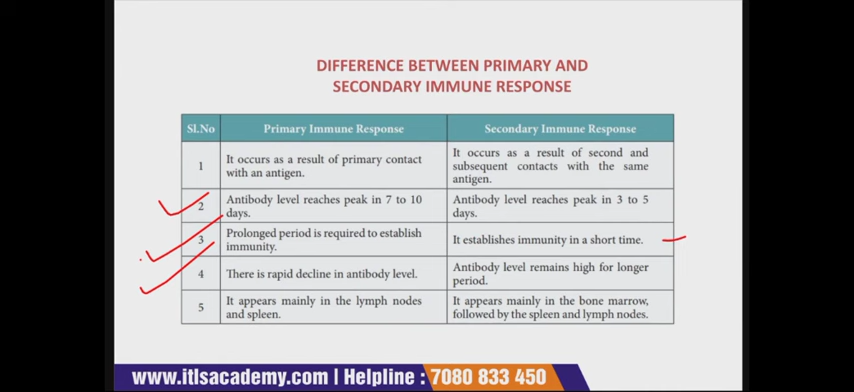 DIFFERENCE BETWEEN PRIMARY AND
SECONDARY IMMUNE RESPONSE
Sl.No Primary Immune Response Secondary Immune Response
1 It occurs as a result of primary contact
with an antigen.
It occurs as a result of second and
subsequent contacts with the same
antigen.
2 Antibody level reaches peak in 7 to 10
days.
Antibody level reaches peak in 3 to 5
days.
3 Prolonged period is required to establish
immunity.
It establishes immunity in a short time.
4 There is rapid decline in antibody level.
Antibody level remains high for longer
period.
5 It appears mainly in the lymph nodes
and spleen.
It appears mainly in the bone marrow,
followed by the spleen and lymph nodes.
www.itlsacademy.com | Helpline : 7080 833 450